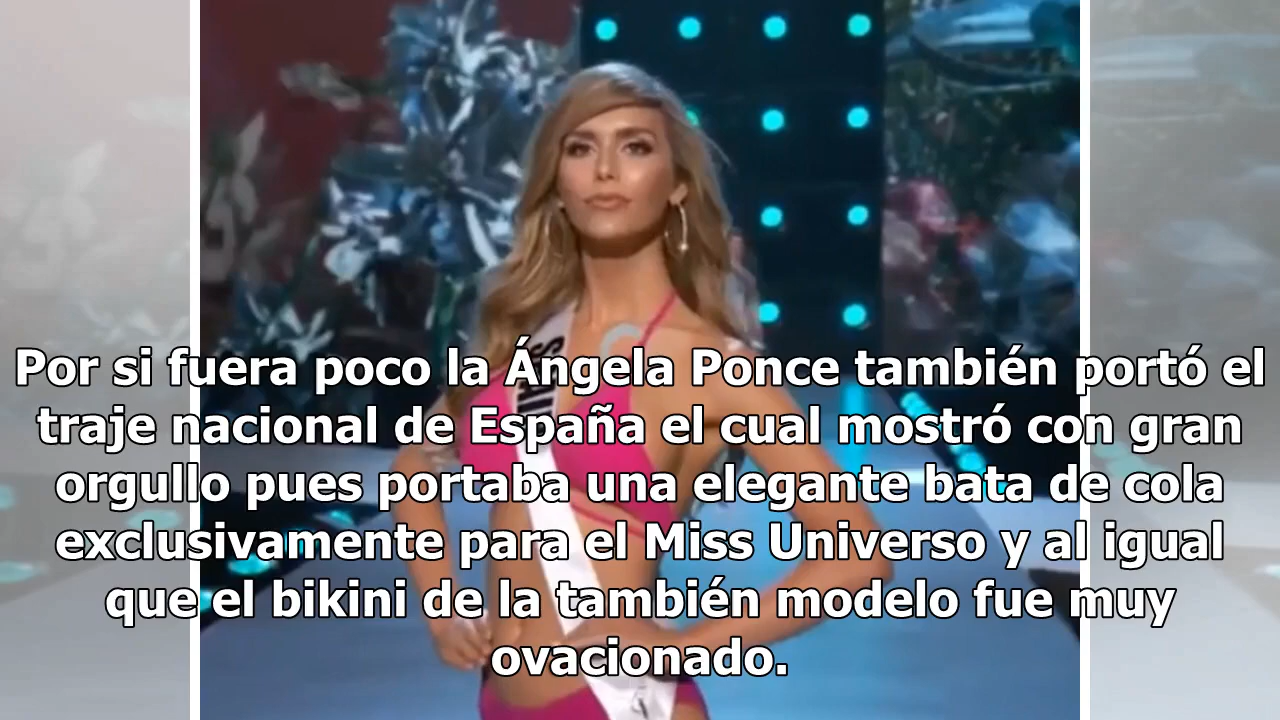 Por si fuera poco la Ángela Ponce también portó el
traje nacional de España el cual mostró con gran
orgullo pues portaba una elegante bata de cola
exclusivamente para el Miss Universo y al igual
que el bikini de la también modelo fue muy
ovacionado.